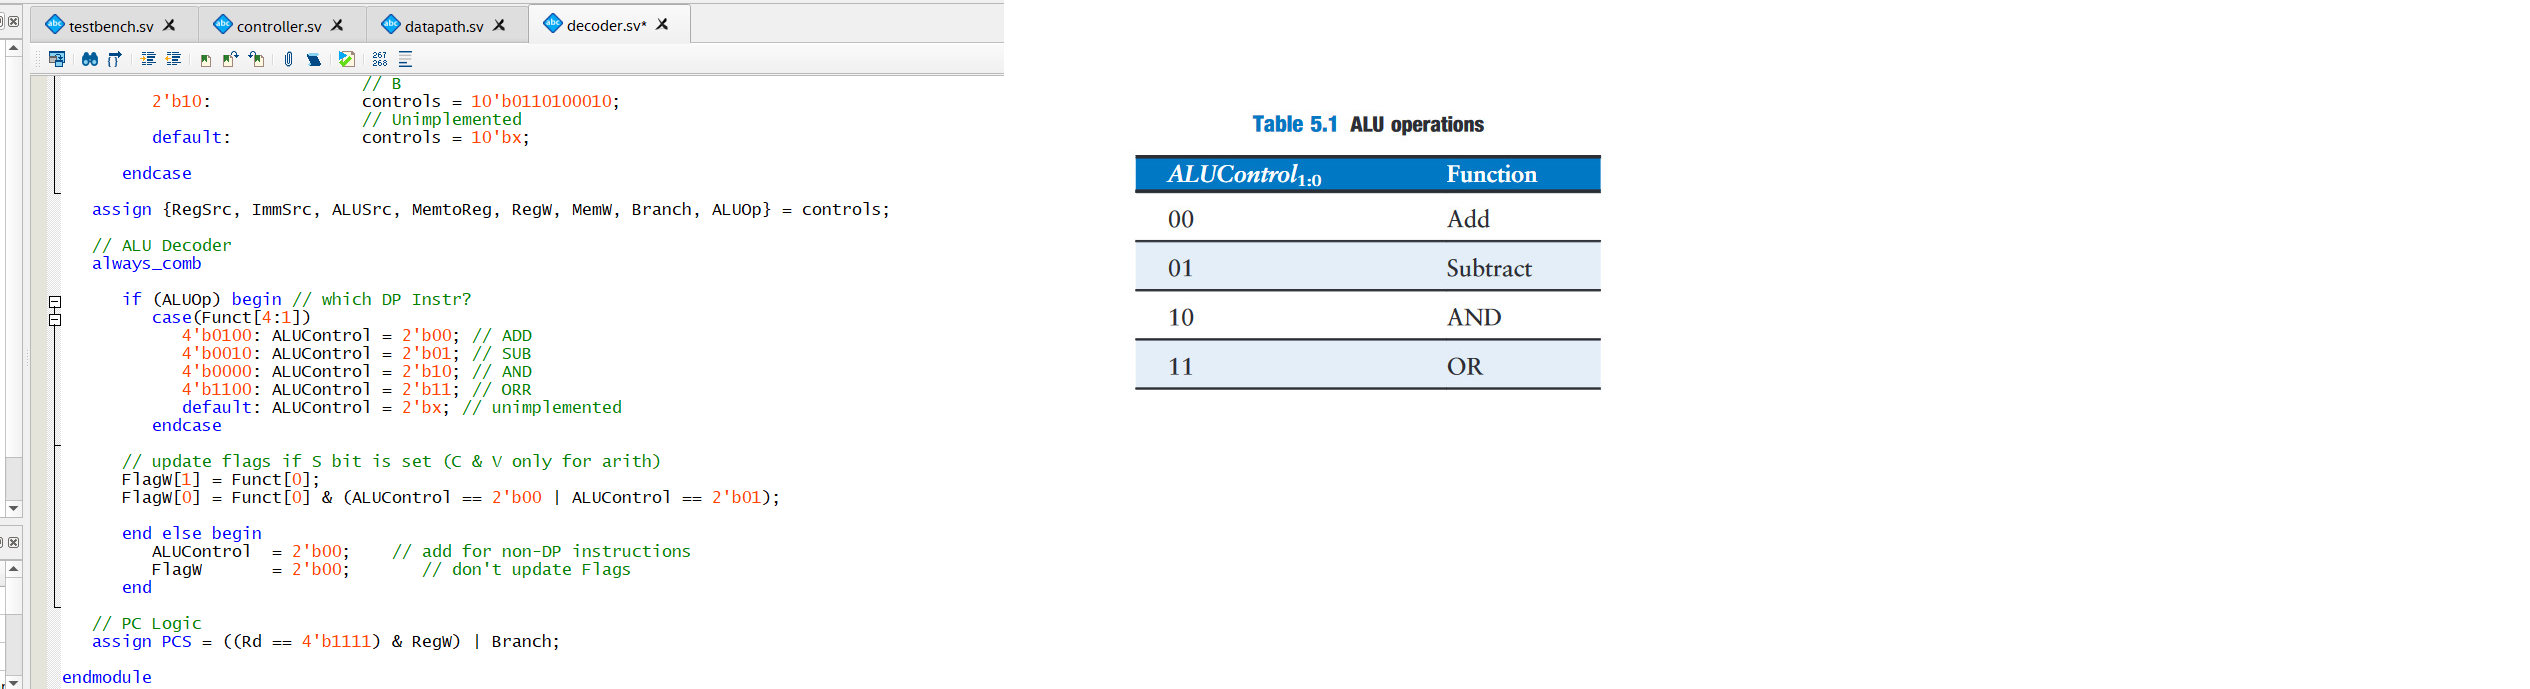 testbench.sv controller.sv datapath.sv decoder.sv*
// B
2'b10: controls = 10'b0110100010;
// Unimplemented
default: controls = 10'bx;
endcase
assign {RegSrc, ImmSrc, ALUSrc, MemtoReg, RegW, MemW, Branch, ALUOp} = controls;
// ALU Decoder
always_comb
if (ALUOp) begin // which DP Instr?
case(Funct[4:1])
4'b0100: ALUControl = 2'b00; // ADD
4'b0010: ALUControl = 2'b01; // SUB
4'b0000: ALUControl = 2'b10; // AND
4'b1100: ALUControl = 2'b11; // ORR
default: ALUControl = 2'bx; // unimplemented
endcase
// update flags if S bit is set (C & V only for arith)
FlagW[1] = Funct[0];
FlagW[0] = Funct[0] & (ALUControl == 2'b00 | ALUControl == 2'b01);
end else begin
ALUControl = 2'b00; // add for non-DP instructions
FlagW = 2'b00; // don't update Flags
end
// PC Logic
assign PCS = ((Rd == 4'b1111) & RegW) | Branch;
endmodule
Table 5.1 ALU operations
ALUControl1:0 Function
00 Add
01 Subtract
10 AND
11 OR